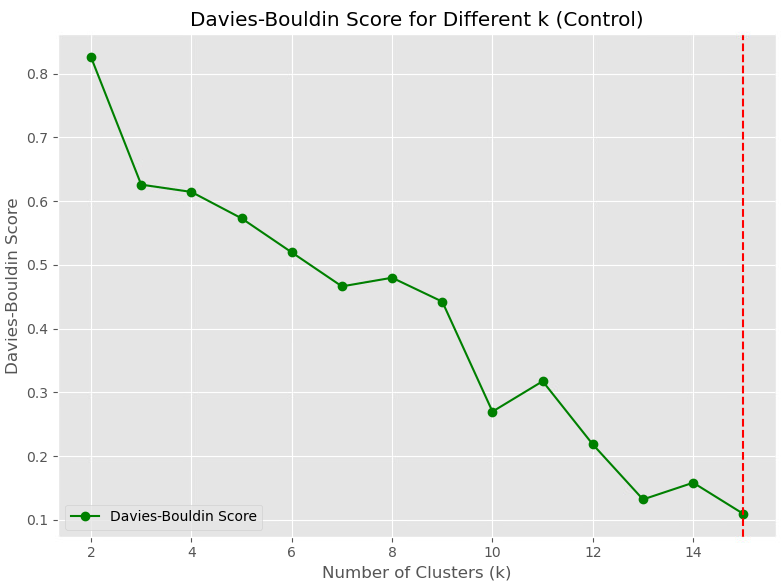 Davies-Bouldin Score for Different k (Control)
Davies-Bouldin Score
0.8
0.7
0.6
0.5
0.4
0.3
0.2
0.1
Davies-Bouldin Score
2 4 6 8 10 12 14
Number of Clusters (k)